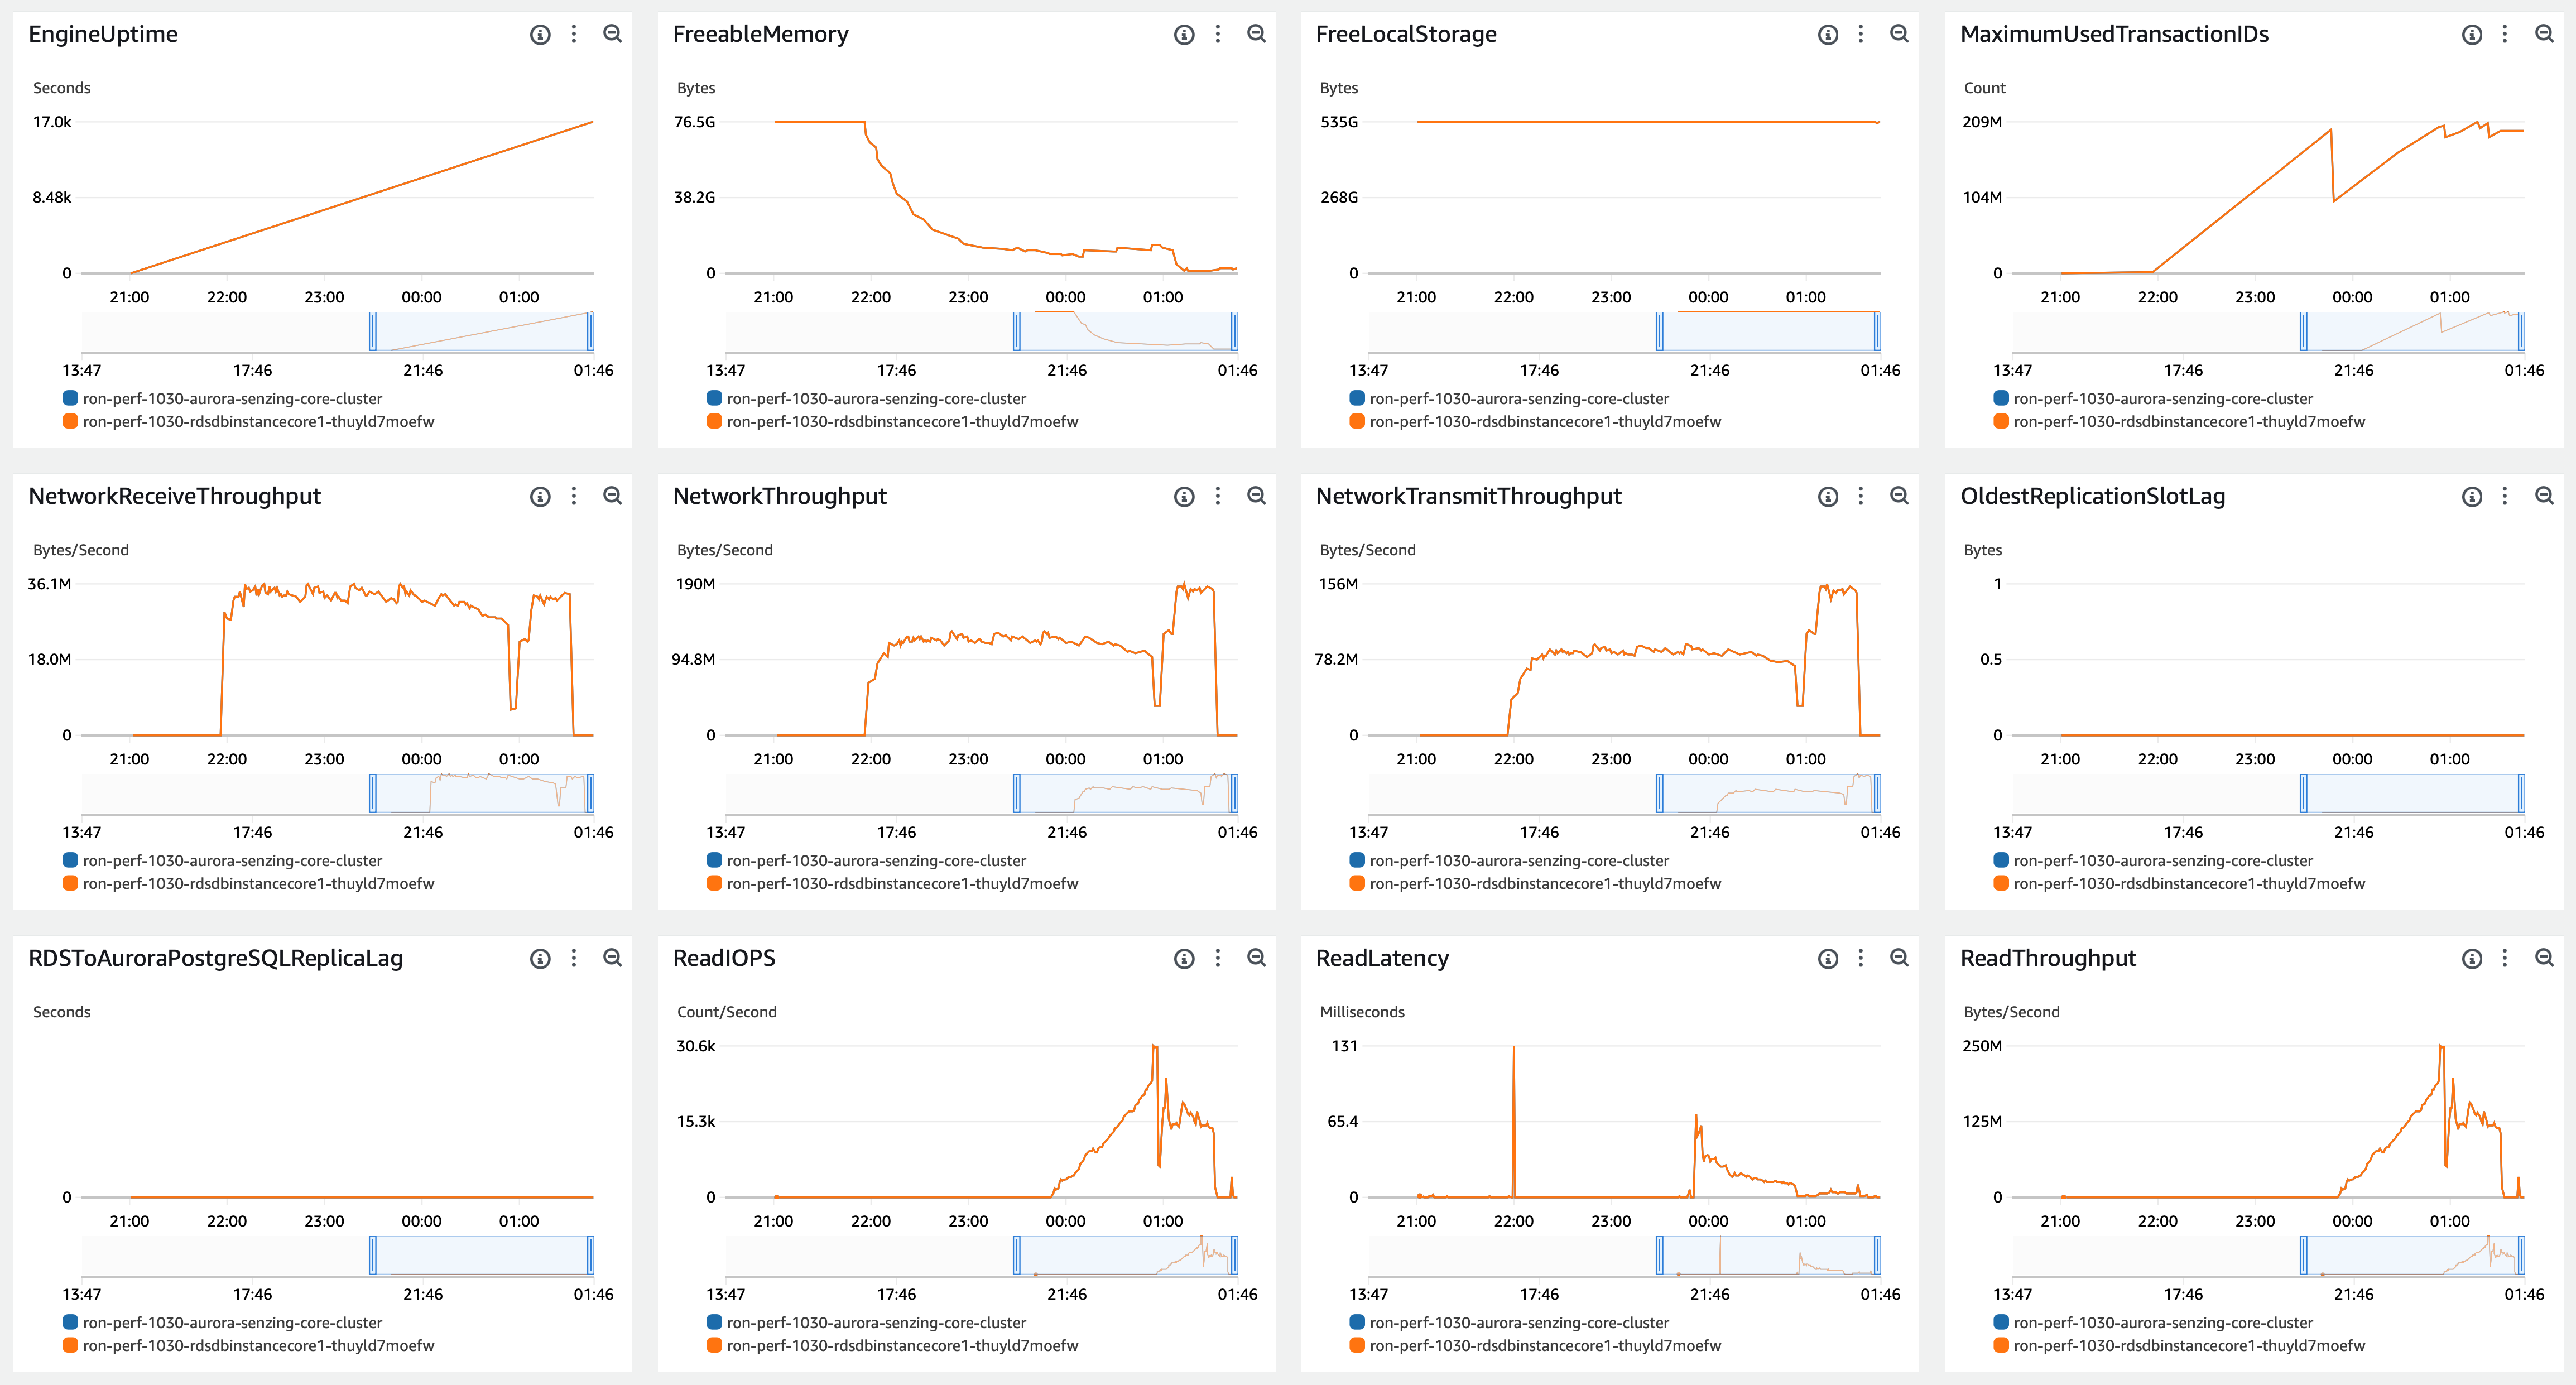 EngineUptime
Seconds
17.0k
8.48k
0
21:00 22:00 23:00 00:00 01:00
13:47 17:46 21:46 01:46
ron-perf-1030-aurora-senzing-core-cluster
ron-perf-1030-rdsdbinstancecore1-thuyld7moefw
FreeableMemory
Bytes
76.5G
38.2G
0
21:00 22:00 23:00 00:00 01:00
13:47 17:46 21:46 01:46
ron-perf-1030-aurora-senzing-core-cluster
ron-perf-1030-rdsdbinstancecore1-thuyld7moefw
FreeLocalStorage
Bytes
535G
268G
0
21:00 22:00 23:00 00:00 01:00
13:47 17:46 21:46 01:46
ron-perf-1030-aurora-senzing-core-cluster
ron-perf-1030-rdsdbinstancecore1-thuyld7moefw
MaximumUsedTransactionIDs
Count
209M
104M
0
21:00 22:00 23:00 00:00 01:00
13:47 17:46 21:46 01:46
ron-perf-1030-aurora-senzing-core-cluster
ron-perf-1030-rdsdbinstancecore1-thuyld7moefw
NetworkReceiveThroughput
Bytes/Second
36.1M
18.0M
0
21:00 22:00 23:00 00:00 01:00
13:47 17:46 21:46 01:46
ron-perf-1030-aurora-senzing-core-cluster
ron-perf-1030-rdsdbinstancecore1-thuyld7moefw
NetworkThroughput
Bytes/Second
190M
94.8M
0
21:00 22:00 23:00 00:00 01:00
13:47 17:46 21:46 01:46
ron-perf-1030-aurora-senzing-core-cluster
ron-perf-1030-rdsdbinstancecore1-thuyld7moefw
NetworkTransmitThroughput
Bytes/Second
156M
78.2M
0
21:00 22:00 23:00 00:00 01:00
13:47 17:46 21:46 01:46
ron-perf-1030-aurora-senzing-core-cluster
ron-perf-1030-rdsdbinstancecore1-thuyld7moefw
OldestReplicationSlotLag
Bytes
1
0.5
0
21:00 22:00 23:00 00:00 01:00
13:47 17:46 21:46 01:46
ron-perf-1030-aurora-senzing-core-cluster
ron-perf-1030-rdsdbinstancecore1-thuyld7moefw
RDSToAuroraPostgreSQLReplicaLag
Seconds
0
21:00 22:00 23:00 00:00 01:00
13:47 17:46 21:46 01:46
ron-perf-1030-aurora-senzing-core-cluster
ron-perf-1030-rdsdbinstancecore1-thuyld7moefw
ReadIOPS
Count/Second
30.6k
15.3k
0
21:00 22:00 23:00 00:00 01:00
13:47 17:46 21:46 01:46
ron-perf-1030-aurora-senzing-core-cluster
ron-perf-1030-rdsdbinstancecore1-thuyld7moefw
ReadLatency
Milliseconds
131
65.4
0
21:00 22:00 23:00 00:00 01:00
13:47 17:46 21:46 01:46
ron-perf-1030-aurora-senzing-core-cluster
ron-perf-1030-rdsdbinstancecore1-thuyld7moefw
ReadThroughput
Bytes/Second
250M
125M
0
21:00 22:00 23:00 00:00 01:00
13:47 17:46 21:46 01:46
ron-perf-1030-aurora-senzing-core-cluster
ron-perf-1030-rdsdbinstancecore1-thuyld7moefw